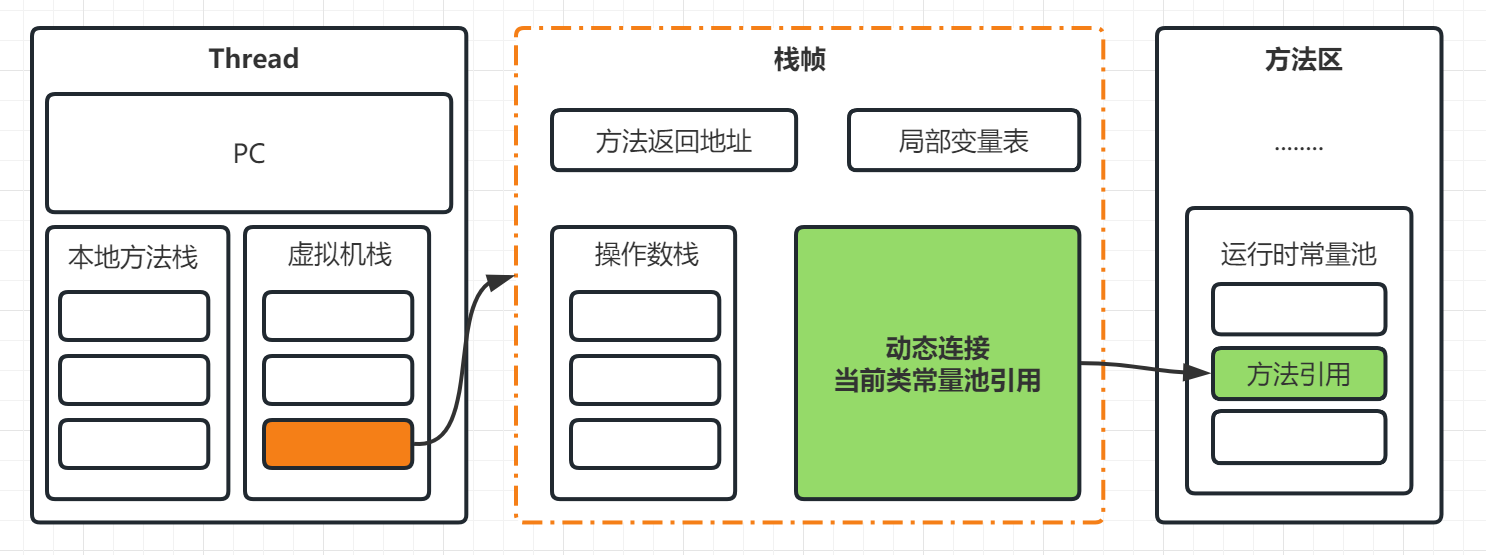 Thread
PC
本地方法栈
虚拟机栈
栈帧
方法返回地址
局部变量表
操作数栈
动态连接
当前类常量池引用
方法区
........
运行时常量池
方法引用